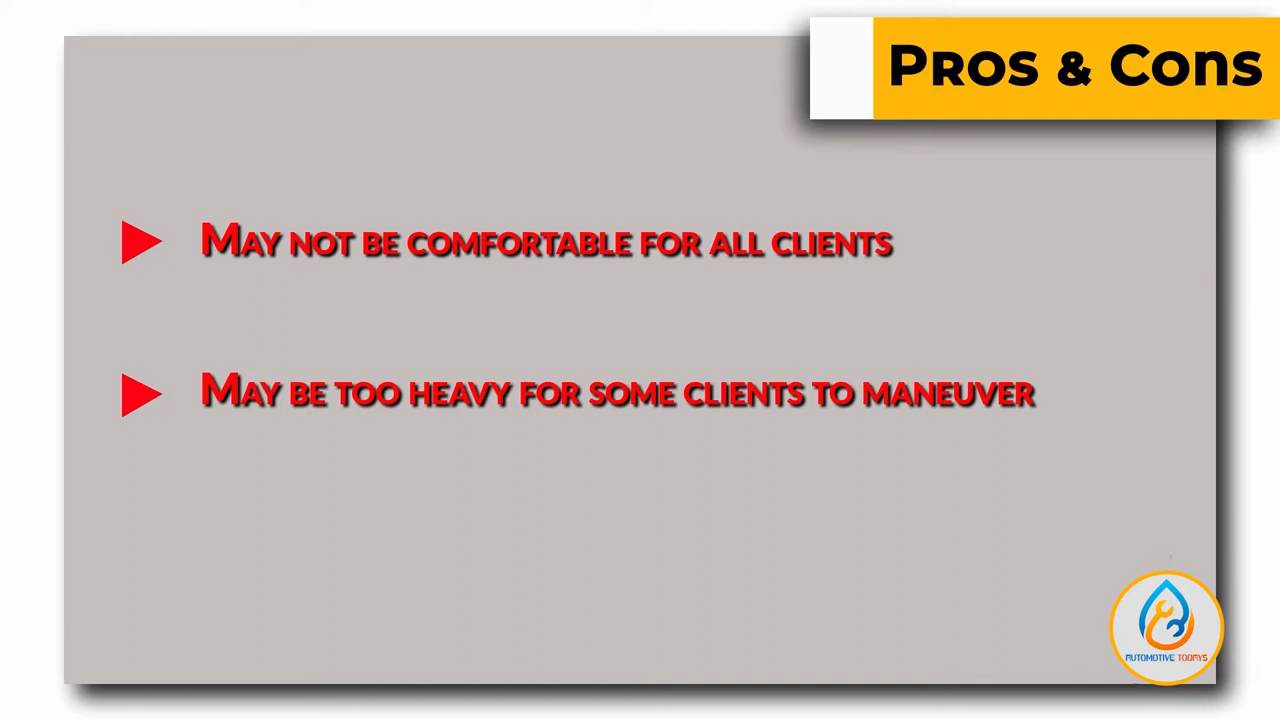 Pros & Cons
May not be comfortable for all clients
May be too heavy for some clients to maneuver
AUTOMOTIVE TODAYS